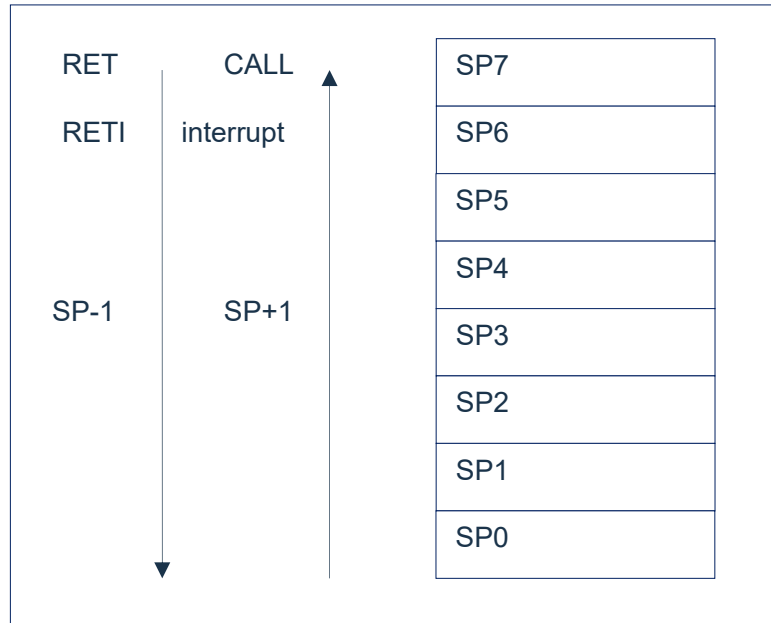 RET CALL SP7
RETI interrupt SP6
SP5
SP4
SP-1 SP+1
SP3
SP2
SP1
SP0